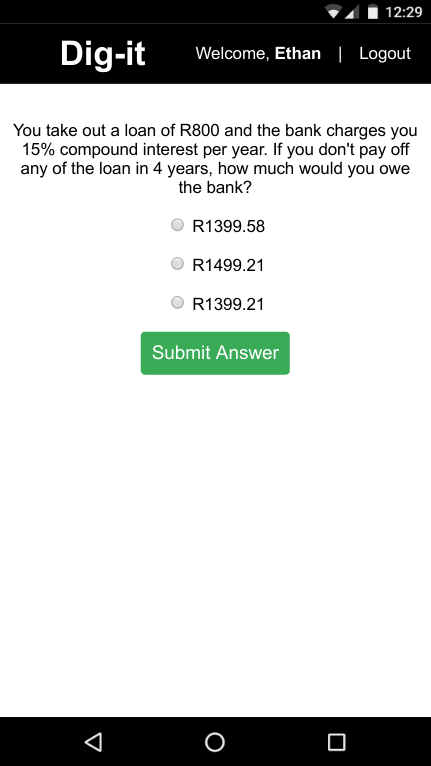 12:29
Dig-it
Welcome, Ethan | Logout
You take out a loan of R800 and the bank charges you
15% compound interest per year. If you don't pay off
any of the loan in 4 years, how much would you owe
the bank?
R1399.58
R1499.21
R1399.21
Submit Answer